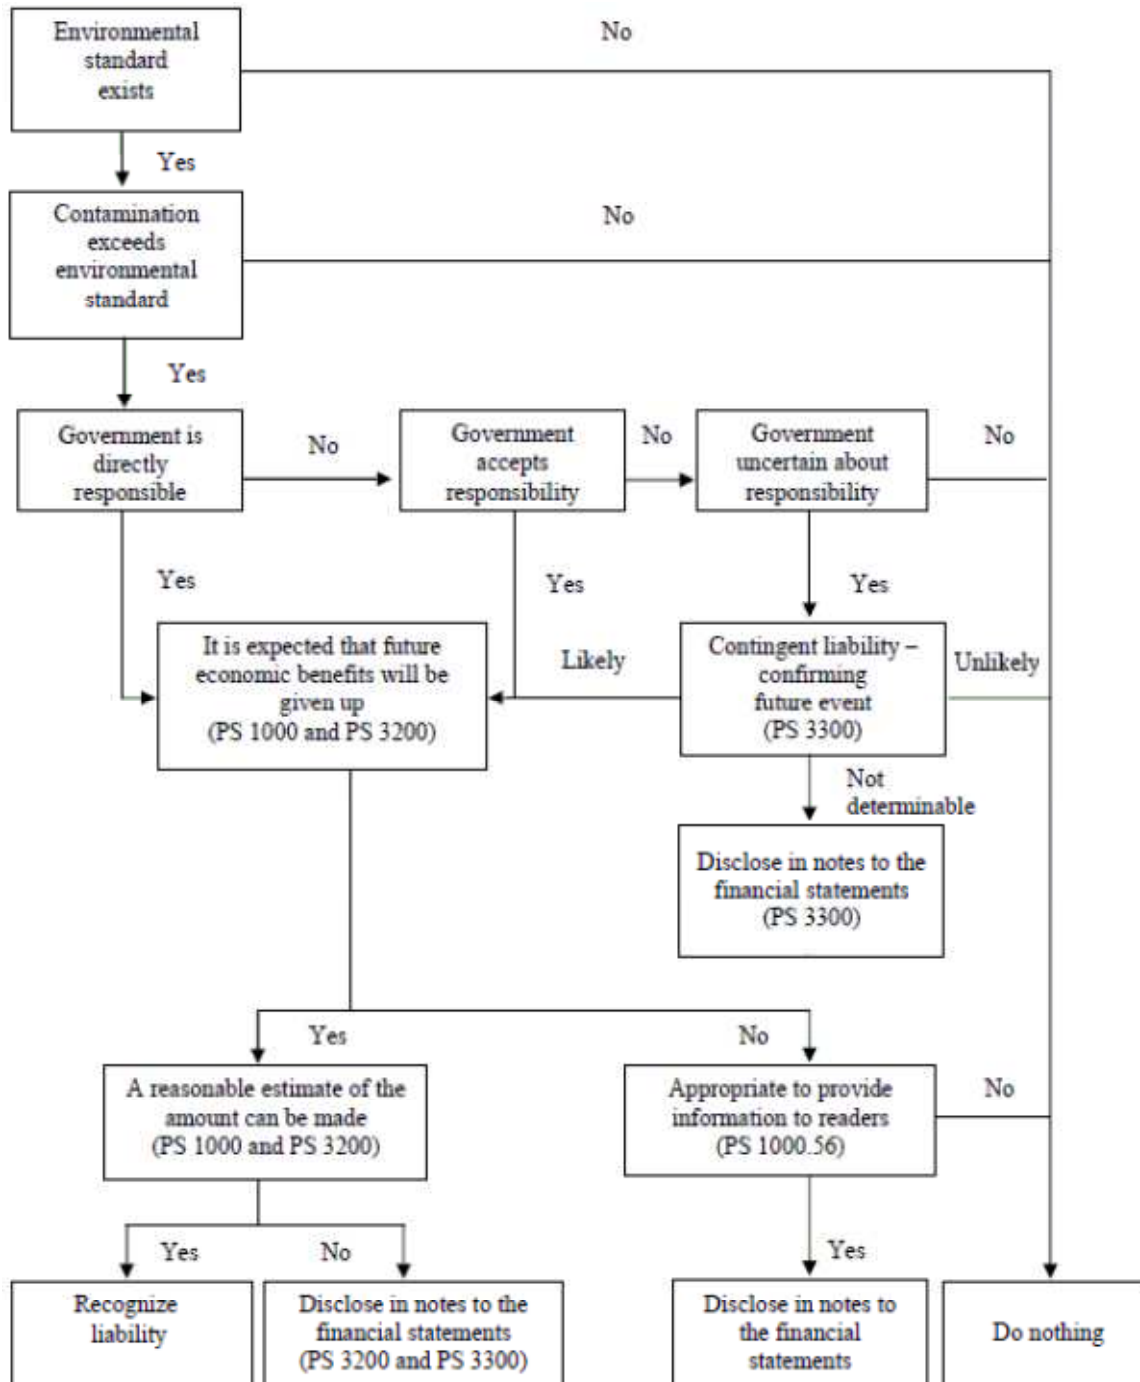 Environmental
standard
exists
No
Yes
Contamination
exceeds
environmental
standard
No
Yes
Government is
directly
responsible
No
Government
accepts
responsibility
No
Government
uncertain about
responsibility
No
Yes
Yes
Yes
It is expected that future
economic benefits will be
given up
(PS 1000 and PS 3200)
Likely
Contingent liability –
confirming
future event
(PS 3300)
Unlikely
Not
determinable
Disclose in notes to the
financial statements
(PS 3300)
Yes
No
A reasonable estimate of the
amount can be made
(PS 1000 and PS 3200)
Appropriate to provide
information to readers
(PS 1000.56)
No
Yes
No
Yes
Recognize
liability
Disclose in notes to the
financial statements
(PS 3200 and PS 3300)
Disclose in notes to
the financial
statements
Do nothing